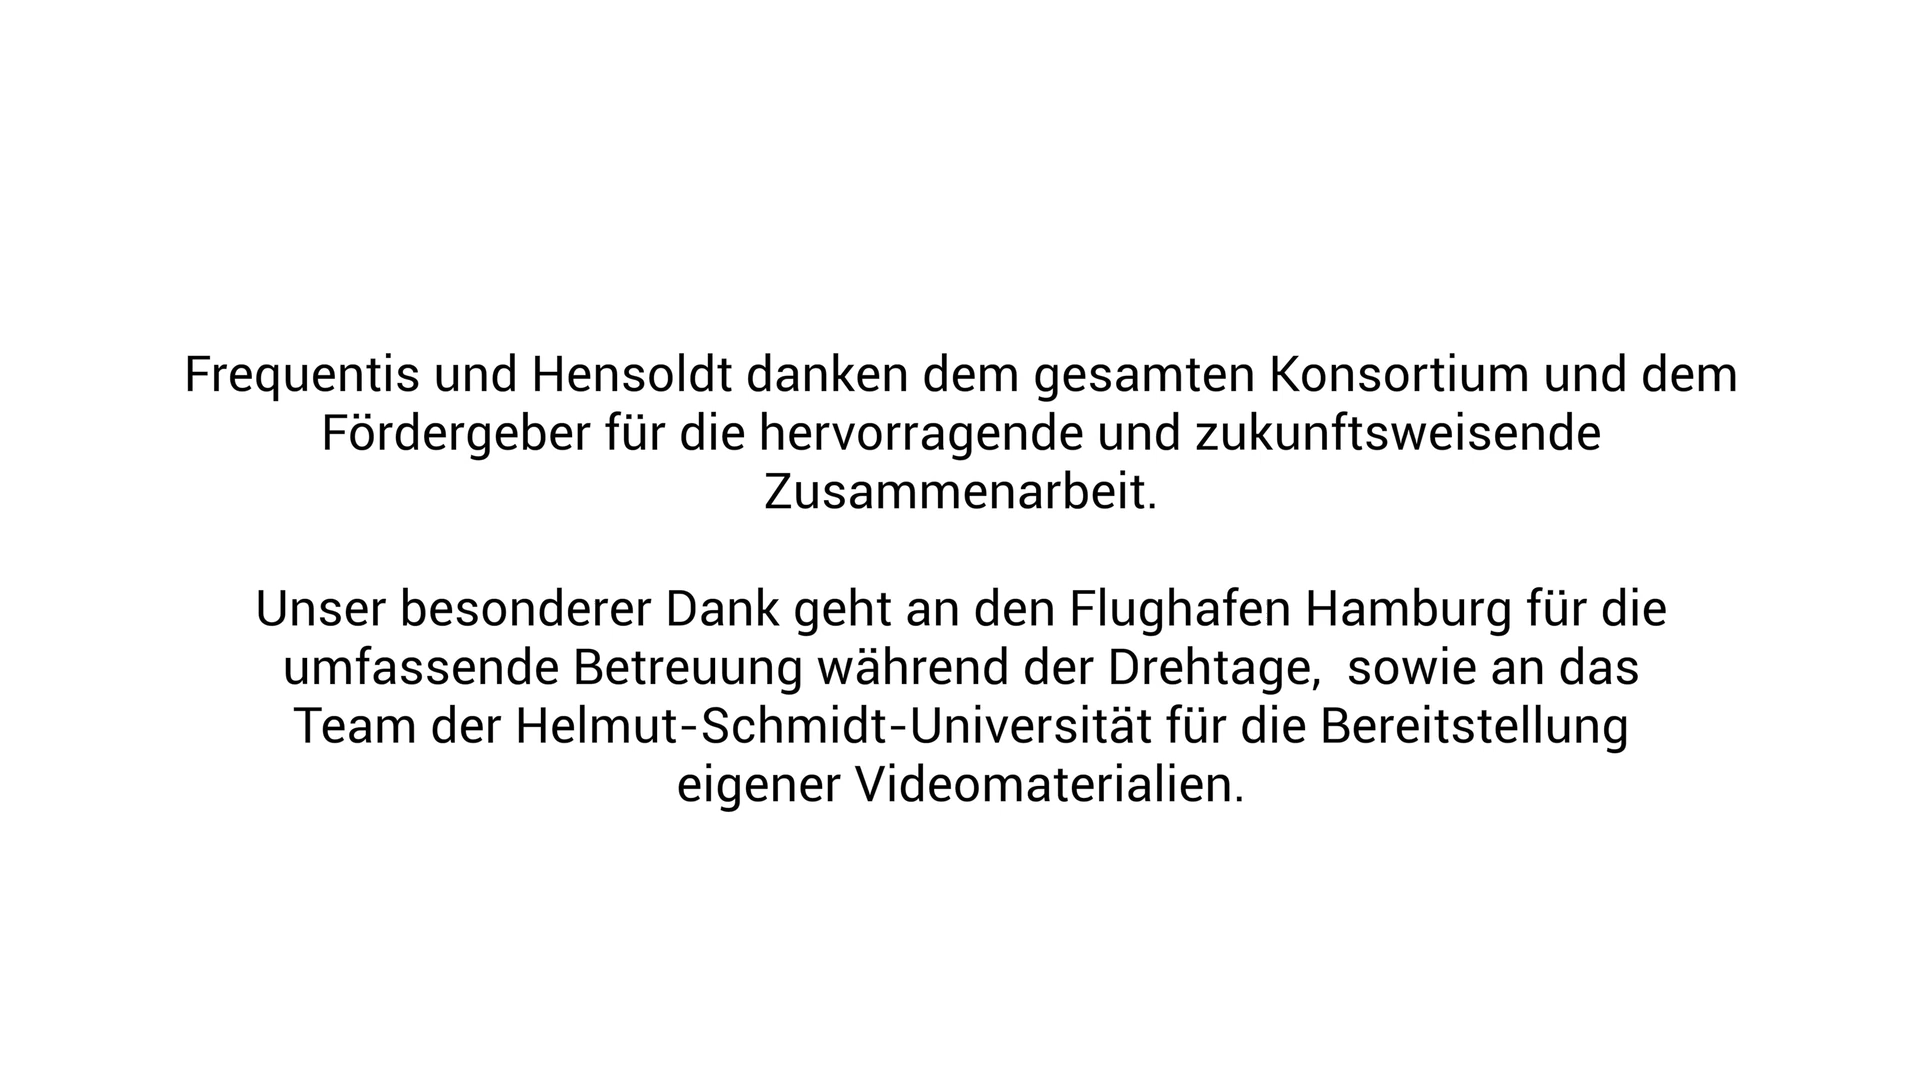 Frequentis und Hensoldt danken dem gesamten Konsortium und dem
Fördergeber für die hervorragende und zukunftsweisende
Zusammenarbeit.
Unser besonderer Dank geht an den Flughafen Hamburg für die
umfassende Betreuung während der Drehtage,  sowie an das
Team der Helmut-Schmidt-Universität für die Bereitstellung
eigener Videomaterialien.